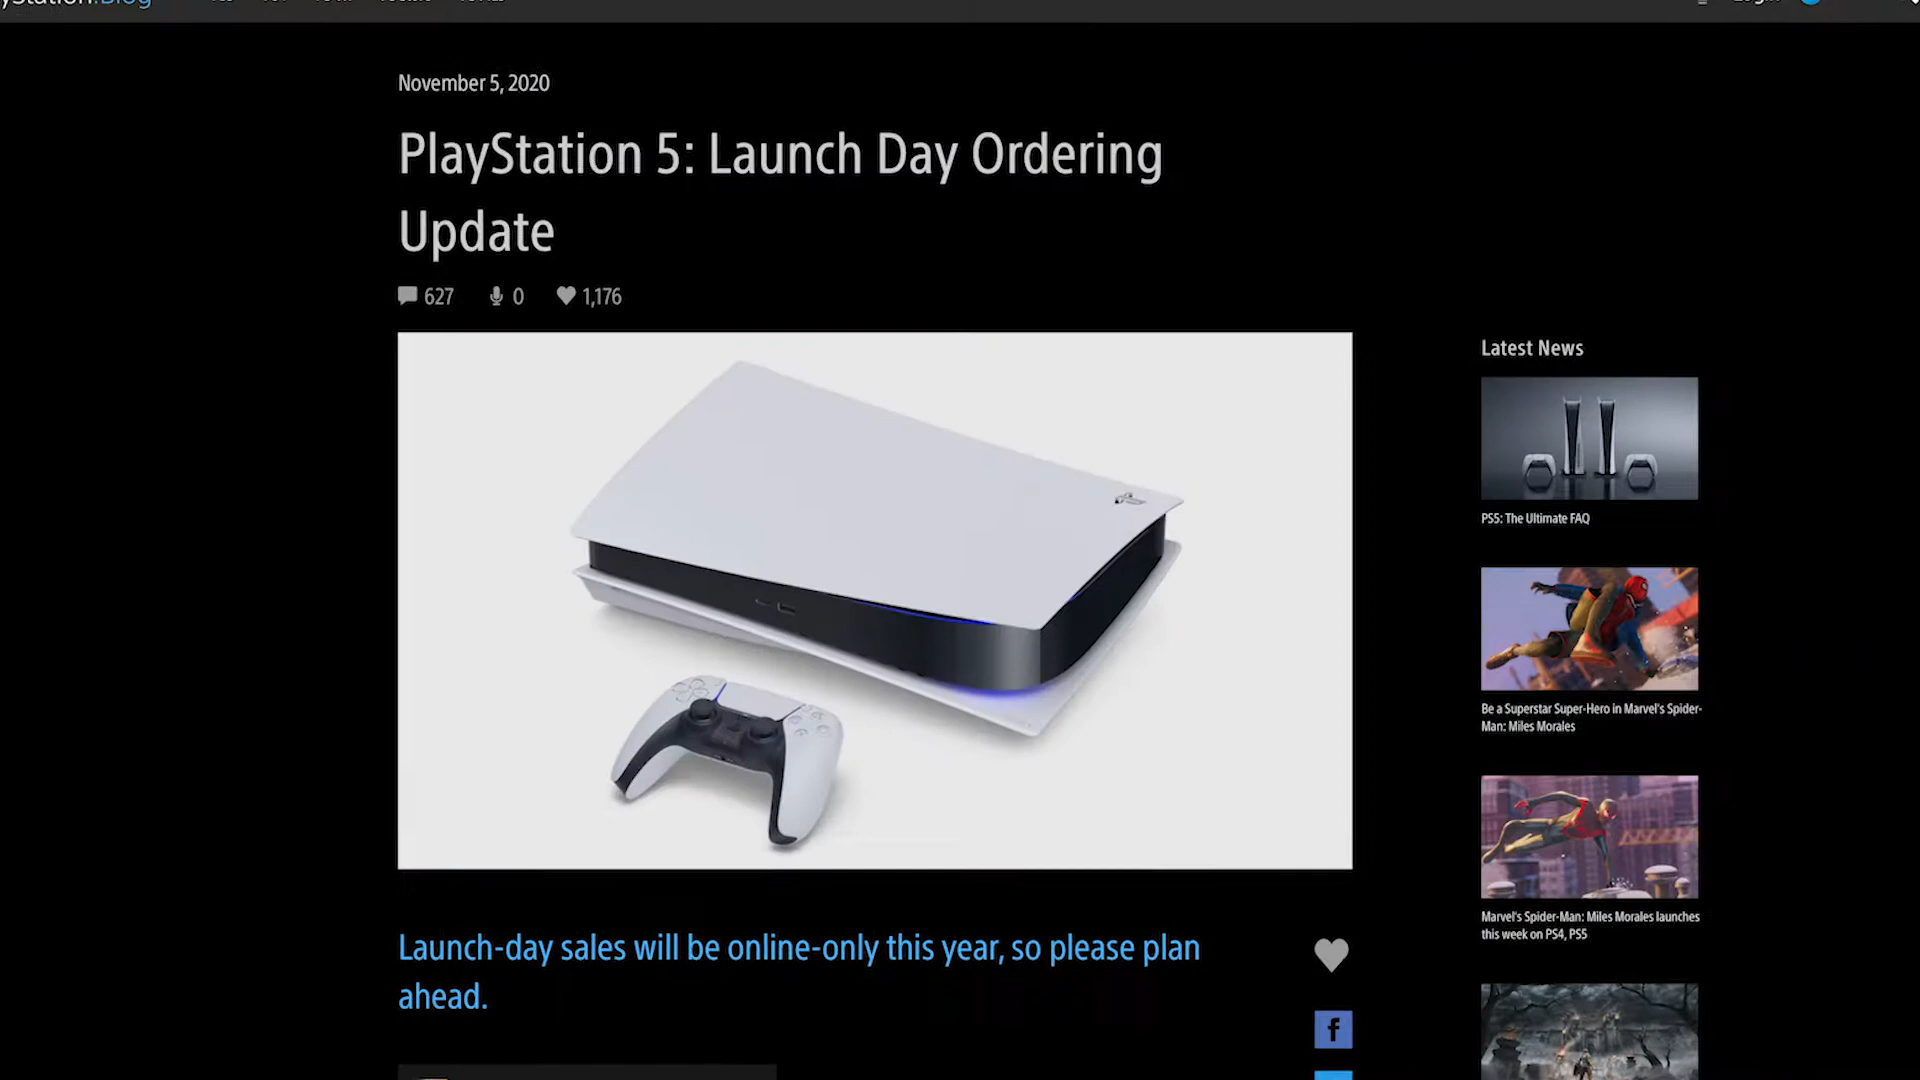 November 5, 2020
PlayStation 5: Launch Day Ordering
Update
627 0 1,176
Latest News
PS5: The Ultimate FAQ
Be a Superstar Super-Hero in Marvel's Spider-
Man: Miles Morales
Marvel's Spider-Man: Miles Morales launches
this week on PS4, PS5
Launch-day sales will be online-only this year, so please plan
ahead.